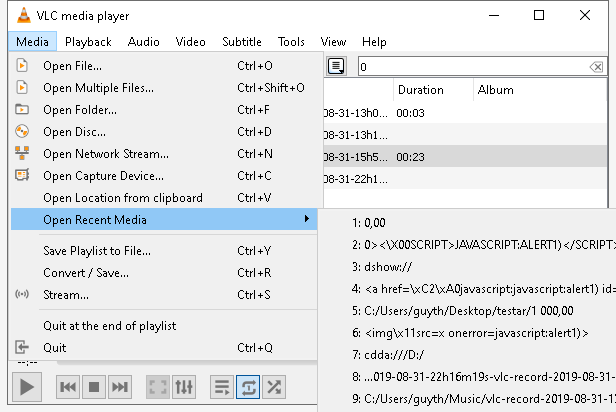 VLC media player
Media Playback Audio Video Subtitle Tools View Help
Open File... Ctrl+O
Open Multiple Files... Ctrl+Shift+O
Open Folder... Ctrl+F
Open Disc... Ctrl+D
Open Network Stream... Ctrl+N
Open Capture Device... Ctrl+C
Open Location from clipboard Ctrl+V
Open Recent Media
Save Playlist to File... Ctrl+Y
Convert / Save... Ctrl+R
Stream... Ctrl+S
Quit at the end of playlist
Quit Ctrl+Q
0
Duration Album
08-31-13h0... 00:03
08-31-13h1...
08-31-15h5... 00:23
08-31-22h1...
1: 0,00
2: 0><\X00SCRIPT>JAVASCRIPT:ALERT1)</SCRIPT>
3: dshow://
4: <a href=\xC2\xA0javascript:javascript:alert1) id=
5: C:/Users/guyth/Desktop/testar/1 000,00
6: <img\x11src=x onerror=javascript:alert1)>
7: cdda:///D:/
8: ...019-08-31-22h16m19s-vlc-record-2019-08-31-
9: C:/Users/guyth/Music/vlc-record-2019-08-31-1
--:--